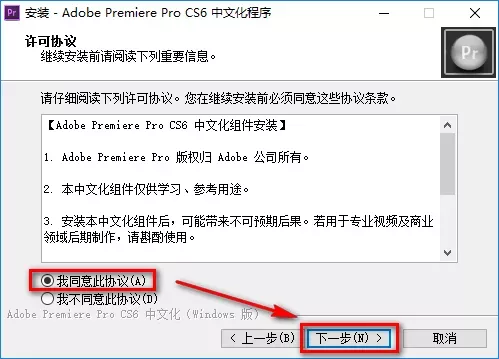 Pr 安装 - Adobe Premiere Pro CS6 中文化程序
许可协议
继续安装前请阅读下列重要信息。
请仔细阅读下列许可协议。您在继续安装前必须同意这些协议条款。
【Adobe Premiere Pro CS6 中文化组件安装】
1. Adobe Premiere Pro 版权归 Adobe 公司所有。
2. 本中文化组件仅供学习、参考用途。
3. 安装本中文化组件后，可能带来不可预期后果。若用于专业视频及商业
领域后期制作，请斟酌使用。
我同意此协议(A)
我不同意此协议(D)
Adobe Premiere Pro CS6 中文化（Windows 版）
< 上一步(B) 下一步(N) > 取消